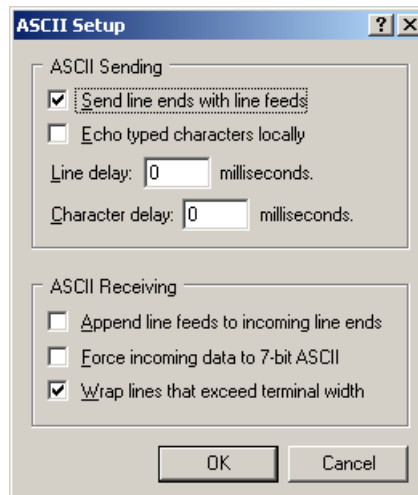 ASCII Setup
ASCII Sending
Send line ends with line feeds
Echo typed characters locally
Line delay: 0 milliseconds.
Character delay: 0 milliseconds.
ASCII Receiving
Append line feeds to incoming line ends
Force incoming data to 7-bit ASCII
Wrap lines that exceed terminal width
OK Cancel